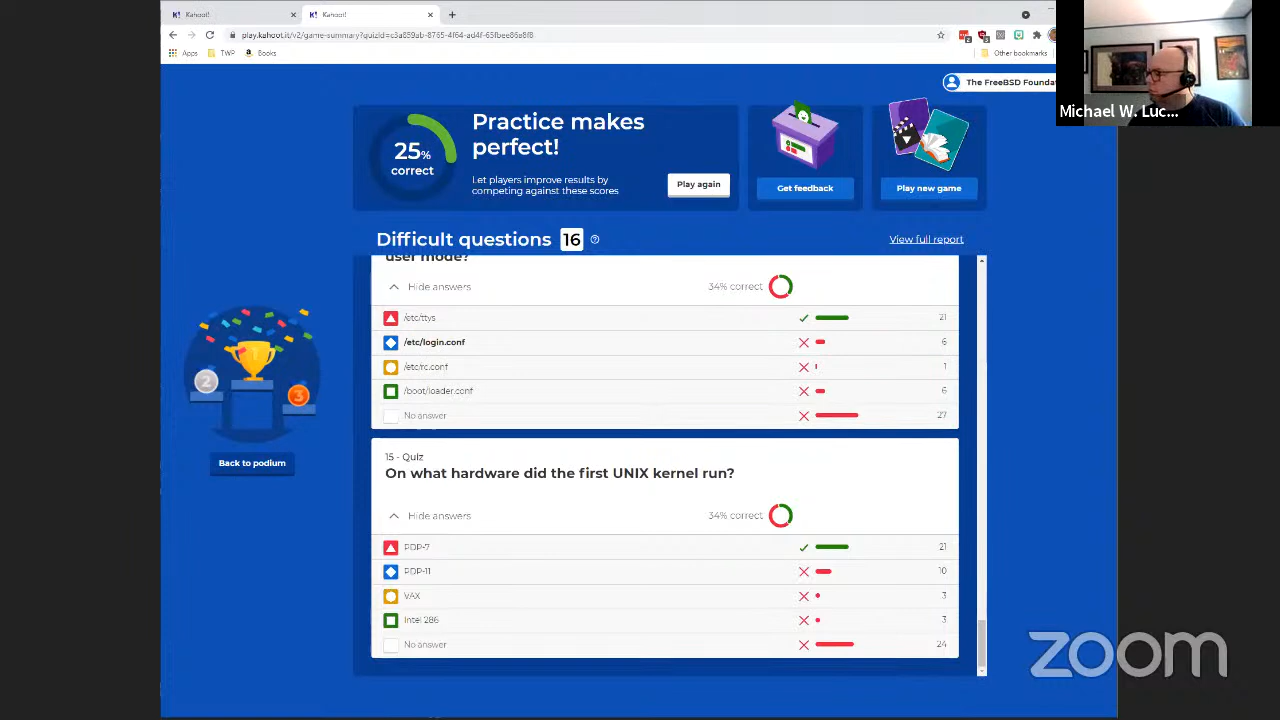 Kahoot!
Kahoot!
play.kahoot.it/v2/game-summary?quizId=c3a859ab-8765-4f64-ad4f-65fbee86e8f8
Apps
TWP
Books
Other bookmarks
The FreeBSD Founda
Michael W. Luc...
25%
correct
Practice makes
perfect!
Let players improve results by
competing against these scores
Play again
Get feedback
Play new game
Difficult questions 16
View full report
user mode?
Hide answers
34% correct
/etc/ttys
21
/etc/login.conf
6
/etc/rc.conf
1
/boot/loader.conf
6
No answer
27
1
2
3
Back to podium
15 - Quiz
On what hardware did the first UNIX kernel run?
Hide answers
34% correct
PDP-7
21
PDP-11
10
VAX
3
Intel 286
3
No answer
24
zoom